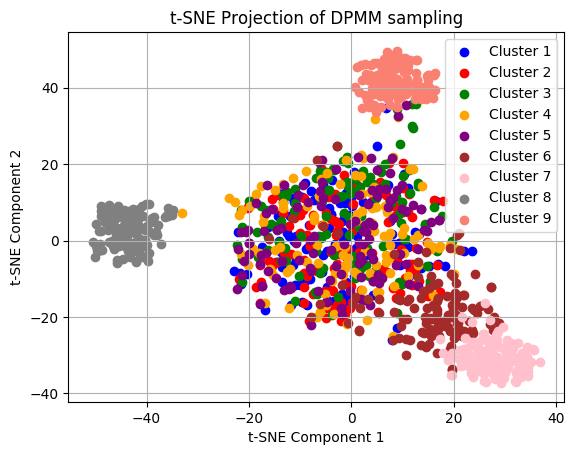 t-SNE Projection of DPMM sampling
Cluster 1
Cluster 2
Cluster 3
Cluster 4
Cluster 5
Cluster 6
Cluster 7
Cluster 8
Cluster 9
t-SNE Component 2
40
20
0
−20
−40
−40
−20
0
20
40
t-SNE Component 1